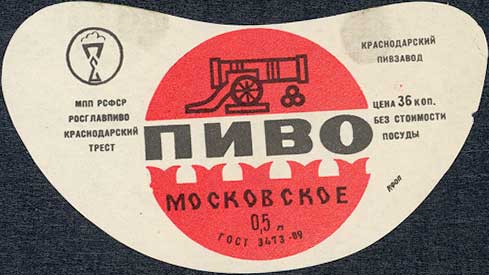 МПП РСФСР
РОСГЛАВПИВО
КРАСНОДАРСКИЙ
ТРЕСТ
КРАСНОДАРСКИЙ
ПИВЗАВОД
ЦЕНА 36 КОП.
БЕЗ СТОИМОСТИ
ПОСУДЫ
ПИВО
МОСКОВСКОЕ
0,5 л
ГОСТ 3473-69
КФОП